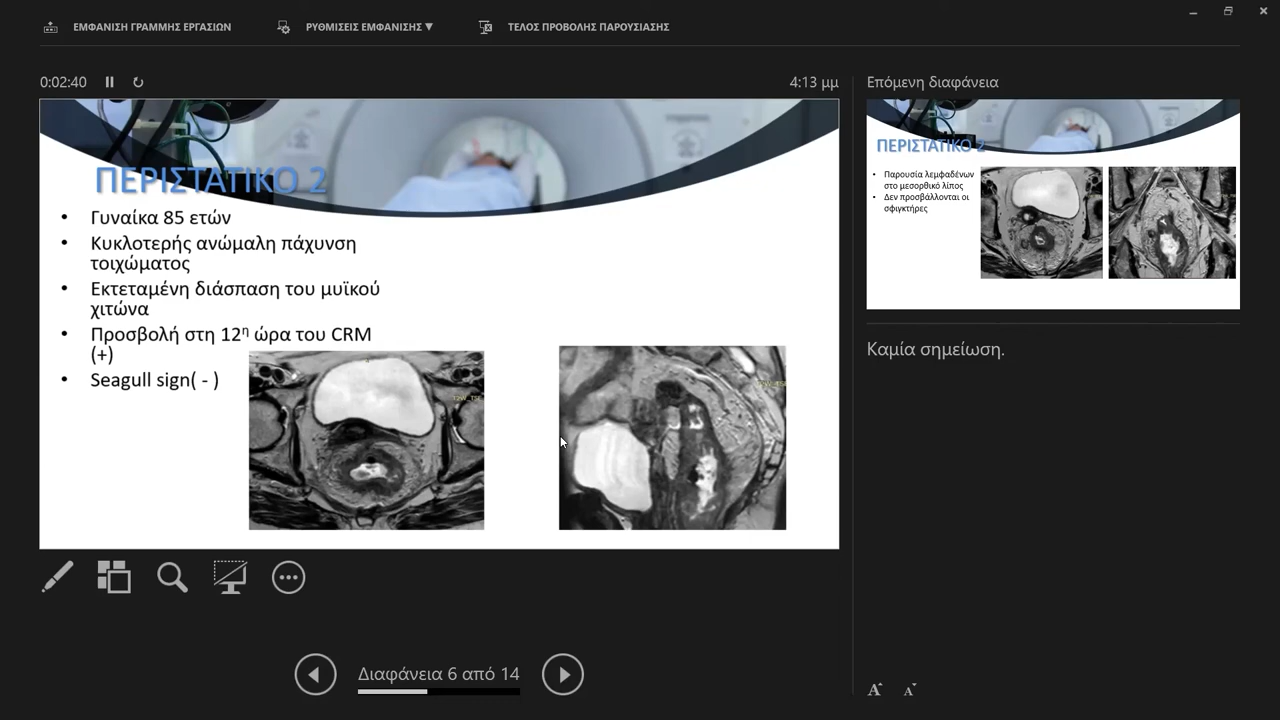 ΕΜΦΑΝΙΣΗ ΓΡΑΜΜΗΣ ΕΡΓΑΣΙΩΝ
ΡΥΘΜΙΣΕΙΣ ΕΜΦΑΝΙΣΗΣ ▼
ΤΕΛΟΣ ΠΡΟΒΟΛΗΣ ΠΑΡΟΥΣΙΑΣΗΣ
0:02:40
4:13 μμ
ΠΕΡΙΣΤΑΤΙΚΟ 2
• Γυναίκα 85 ετών
• Κυκλοτερής ανώμαλη πάχυνση
τοιχώματος
• Εκτεταμένη διάσπαση του μυϊκού
χιτώνα
• Προσβολή στη 12η ώρα του CRM
(+)
• Seagull sign( - )
Επόμενη διαφάνεια
ΠΕΡΙΣΤΑΤΙΚΟ 2
• Παρουσία λεμφαδένων
στο μεσορθικό λίπος
• Δεν προσβάλλονται οι
σφιγκτήρες
Καμία σημείωση.
Διαφάνεια 6 από 14
A A